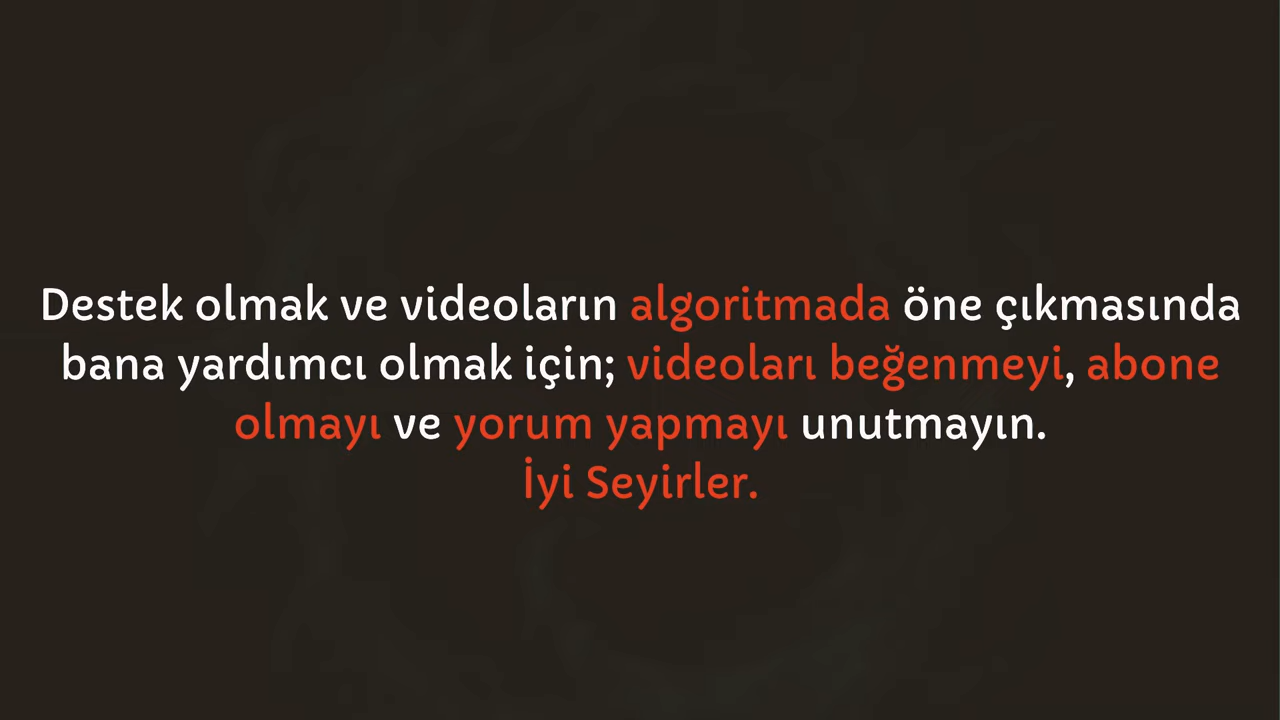 Destek olmak ve videoların algoritmada öne çıkmasında
bana yardımcı olmak için; videoları beğenmeyi, abone
olmayı ve yorum yapmayı unutmayın.
İyi Seyirler.